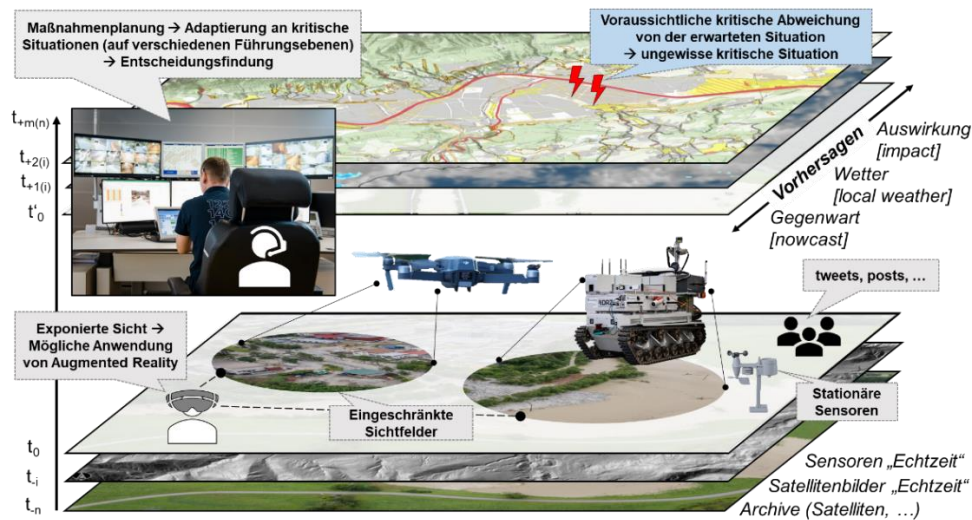 Maßnahmenplanung → Adaptierung an kritische
Situationen (auf verschiedenen Führungsebenen)
→ Entscheidungsfindung
Voraussichtliche kritische Abweichung
von der erwarteten Situation
→ ungewisse kritische Situation
t+m(n)
t+2(i)
t+1(i)
t‘0
Vorhersagen
Auswirkung
[impact]
Wetter
[local weather]
Gegenwart
[nowcast]
tweets, posts, …
Exponierte Sicht →
Mögliche Anwendung
von Augmented Reality
Eingeschränkte
Sichtfelder
Stationäre
Sensoren
t0
t-i
t-n
Sensoren „Echtzeit“
Satellitenbilder „Echtzeit“
Archive (Satelliten, …)